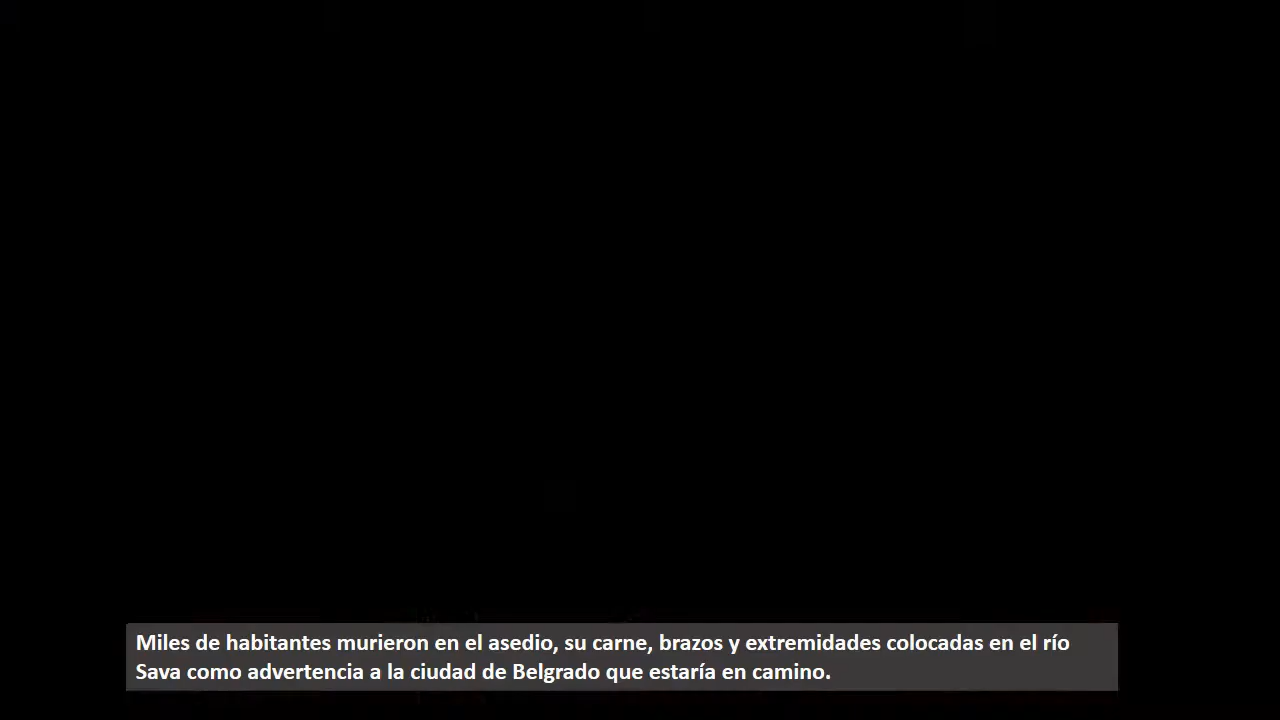 Miles de habitantes murieron en el asedio, su carne, brazos y extremidades colocadas en el río
Sava como advertencia a la ciudad de Belgrado que estaría en camino.